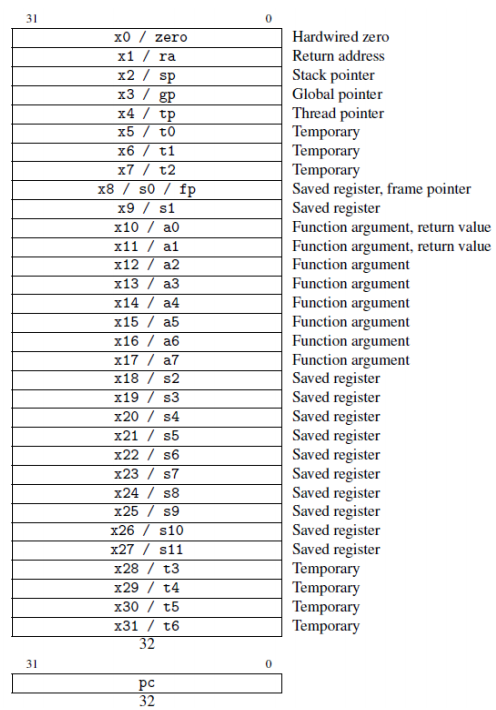 31 0
x0 / zero Hardwired zero
x1 / ra Return address
x2 / sp Stack pointer
x3 / gp Global pointer
x4 / tp Thread pointer
x5 / t0 Temporary
x6 / t1 Temporary
x7 / t2 Temporary
x8 / s0 / fp Saved register, frame pointer
x9 / s1 Saved register
x10 / a0 Function argument, return value
x11 / a1 Function argument, return value
x12 / a2 Function argument
x13 / a3 Function argument
x14 / a4 Function argument
x15 / a5 Function argument
x16 / a6 Function argument
x17 / a7 Function argument
x18 / s2 Saved register
x19 / s3 Saved register
x20 / s4 Saved register
x21 / s5 Saved register
x22 / s6 Saved register
x23 / s7 Saved register
x24 / s8 Saved register
x25 / s9 Saved register
x26 / s10 Saved register
x27 / s11 Saved register
x28 / t3 Temporary
x29 / t4 Temporary
x30 / t5 Temporary
x31 / t6 Temporary
32
31 0
pc
32